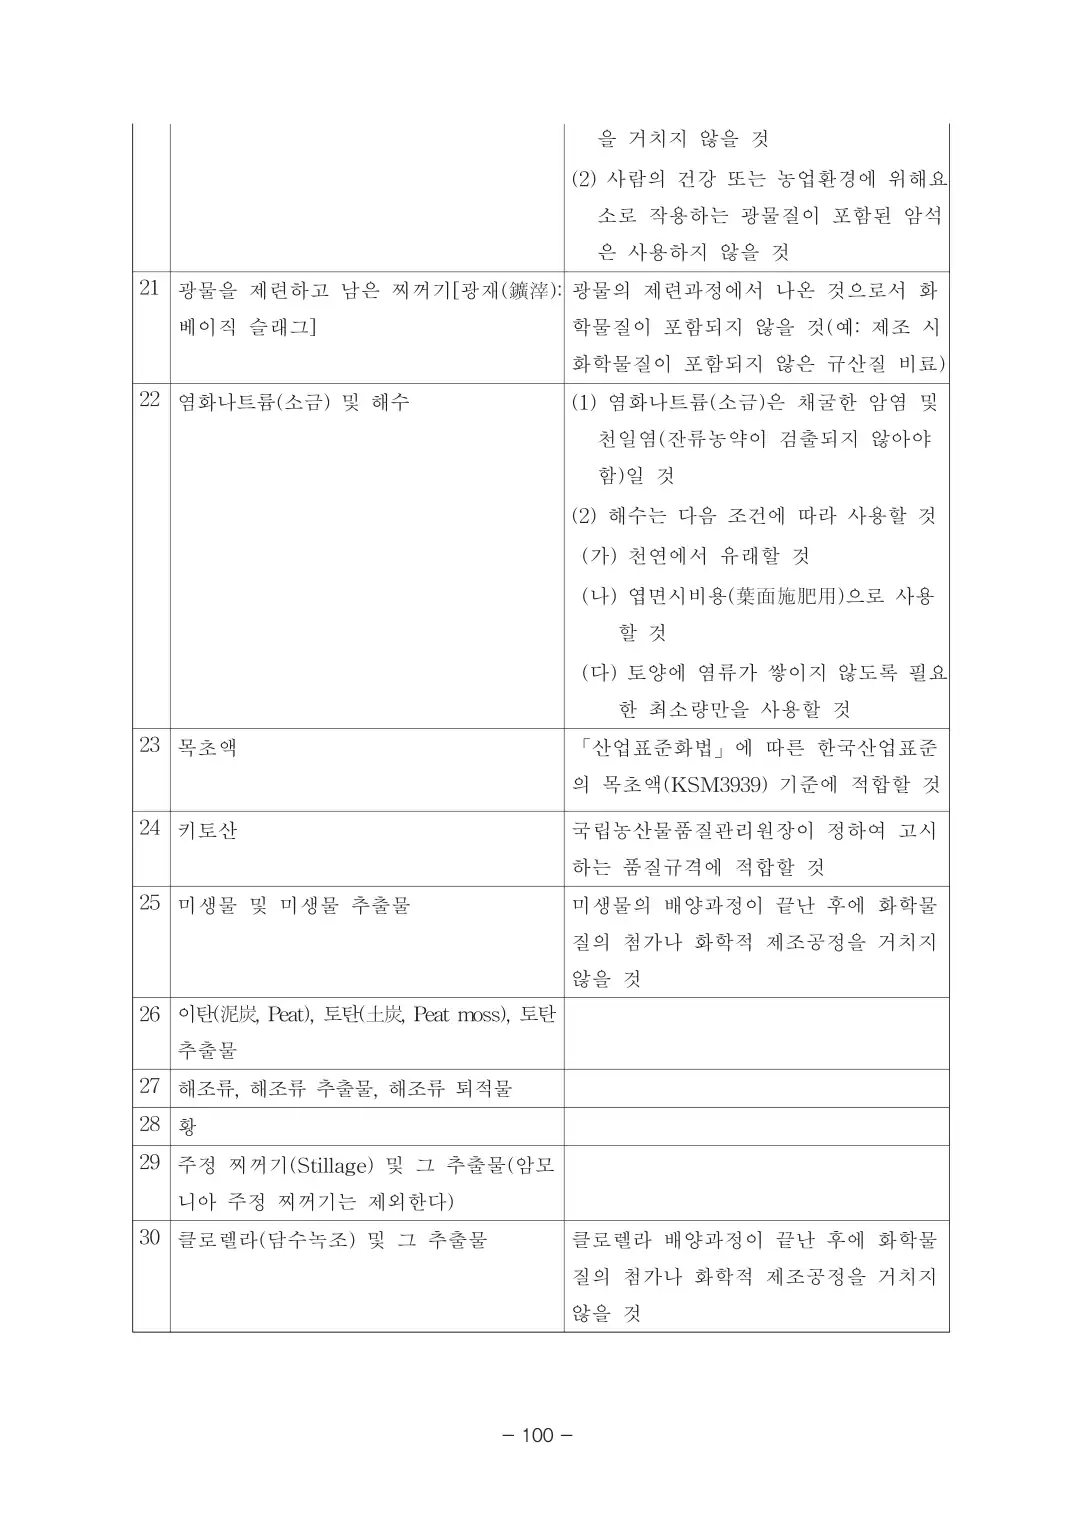 을 거치지 않을 것
(2) 사람의 건강 또는 농업환경에 위해요
소로 작용하는 광물질이 포함된 암석
은 사용하지 않을 것
21 광물을 제련하고 남은 찌꺼기[광재(鑛滓): 광물의 제련과정에서 나온 것으로서 화
베이직 슬래그] 학물질이 포함되지 않을 것(예: 제조 시
화학물질이 포함되지 않은 규산질 비료)
22 염화나트륨(소금) 및 해수 (1) 염화나트륨(소금)은 채굴한 암염 및
천일염(잔류농약이 검출되지 않아야
함)일 것
(2) 해수는 다음 조건에 따라 사용할 것
(가) 천연에서 유래할 것
(나) 엽면시비용(葉面施肥用)으로 사용
할 것
(다) 토양에 염류가 쌓이지 않도록 필요
한 최소량만을 사용할 것
23 목초액 「산업표준화법」에 따른 한국산업표준
의 목초액(KSM3939) 기준에 적합할 것
24 키토산 국립농산물품질관리원장이 정하여 고시
하는 품질규격에 적합할 것
25 미생물 및 미생물 추출물 미생물의 배양과정이 끝난 후에 화학물
질의 첨가나 화학적 제조공정을 거치지
않을 것
26 이탄(泥炭, Peat), 토탄(土炭, Peat moss), 토탄
추출물
27 해조류, 해조류 추출물, 해조류 퇴적물
28 황
29 주정 찌꺼기(Stillage) 및 그 추출물(암모
니아 주정 찌꺼기는 제외한다)
30 클로렐라(담수녹조) 및 그 추출물 클로렐라 배양과정이 끝난 후에 화학물
질의 첨가나 화학적 제조공정을 거치지
않을 것
- 100 -